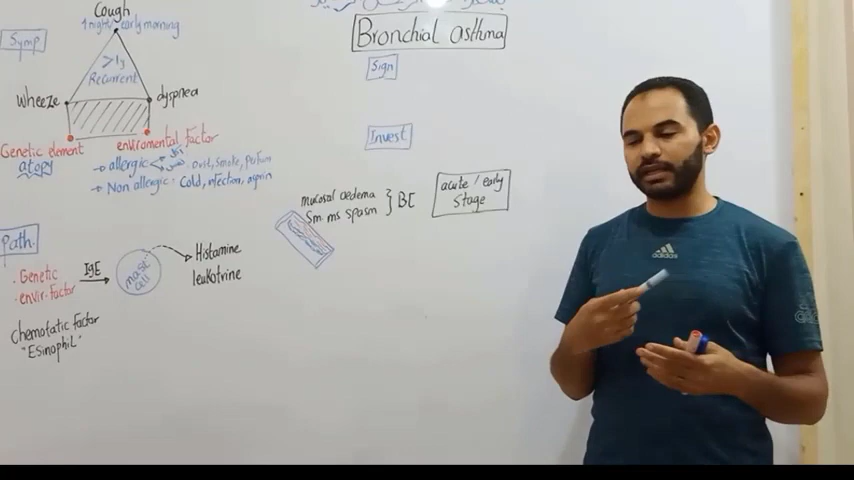 Bronchial asthma
Symp
Cough
night/early morning
>1y
Recurrent
wheeze
dyspnea
Genetic element
atopy
enviromental factor
→ allergic
dust, smoke, perfum
→ Non allergic: Cold, infection, aspirin
Sign
Invest.
mucosal oedema
Sm. ms spasm
} BC
acute / early
stage
Path.
. Genetic
. envir-factor
IgE
mast
cell
Histamine
leukotrine
Chemotatic factor
"EsinophiL"
adidas